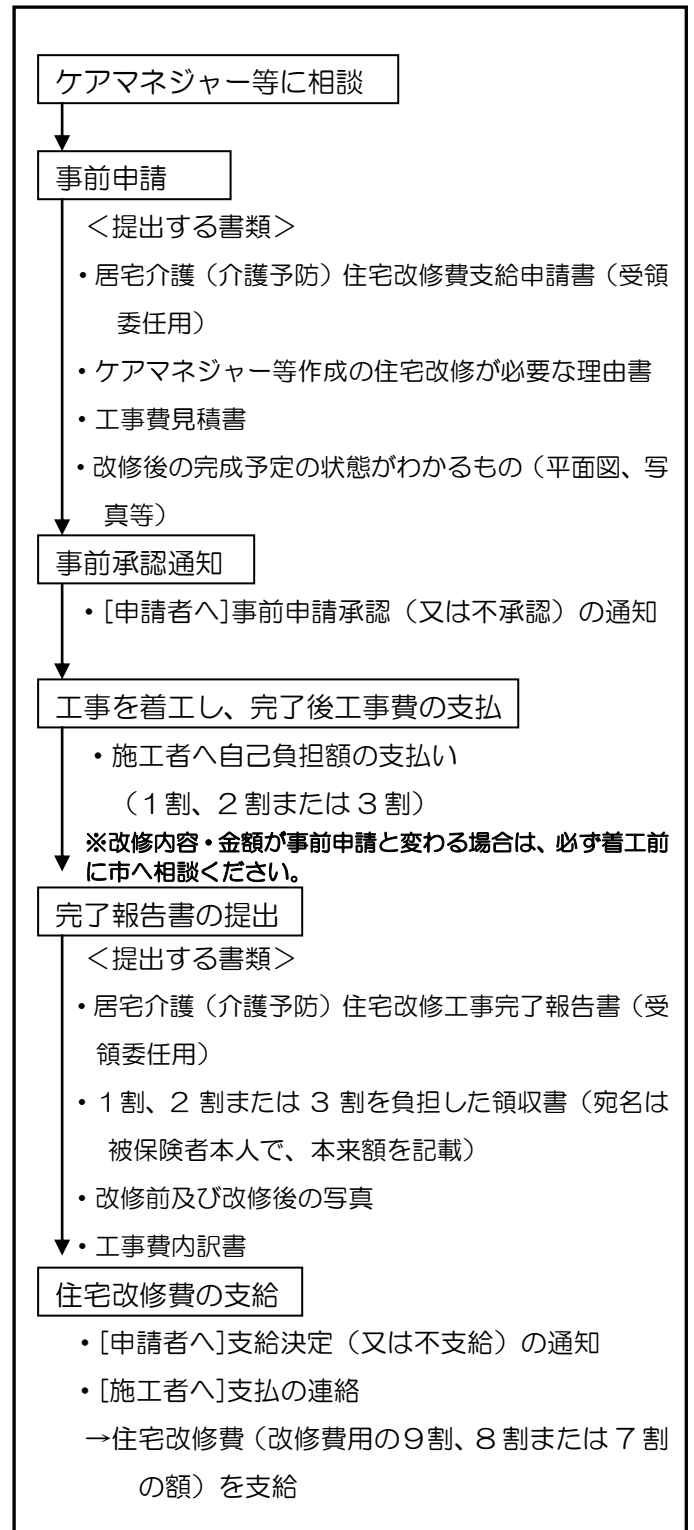 ケアマネジャー等に相談
事前申請
＜提出する書類＞
・居宅介護（介護予防）住宅改修費支給申請書（受領
委任用）
・ケアマネジャー等作成の住宅改修が必要な理由書
・工事費見積書
・改修後の完成予定の状態がわかるもの（平面図、写
真等）
事前承認通知
・[申請者へ]事前申請承認（又は不承認）の通知
工事を着工し、完了後工事費の支払
・施工者へ自己負担額の支払い
（１割、２割または３割）
※改修内容・金額が事前申請と変わる場合は、必ず着工前
に市へ相談ください。
完了報告書の提出
＜提出する書類＞
・居宅介護（介護予防）住宅改修工事完了報告書（受
領委任用）
・１割、２割または３割を負担した領収書（宛名は
被保険者本人で、本来額を記載）
・改修前及び改修後の写真
・工事費内訳書
住宅改修費の支給
・[申請者へ]支給決定（又は不支給）の通知
・[施工者へ]支払の連絡
→住宅改修費（改修費用の９割、８割または７割
の額）を支給